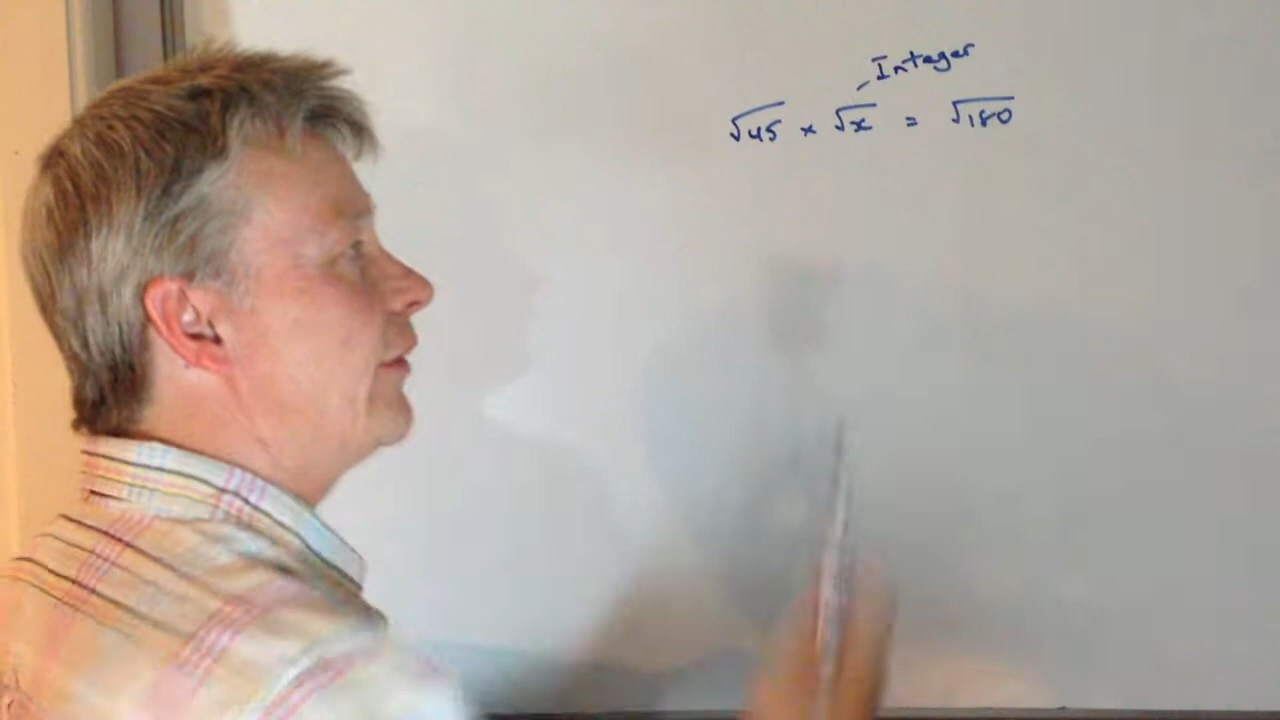 Integer
√45 × √x = √180